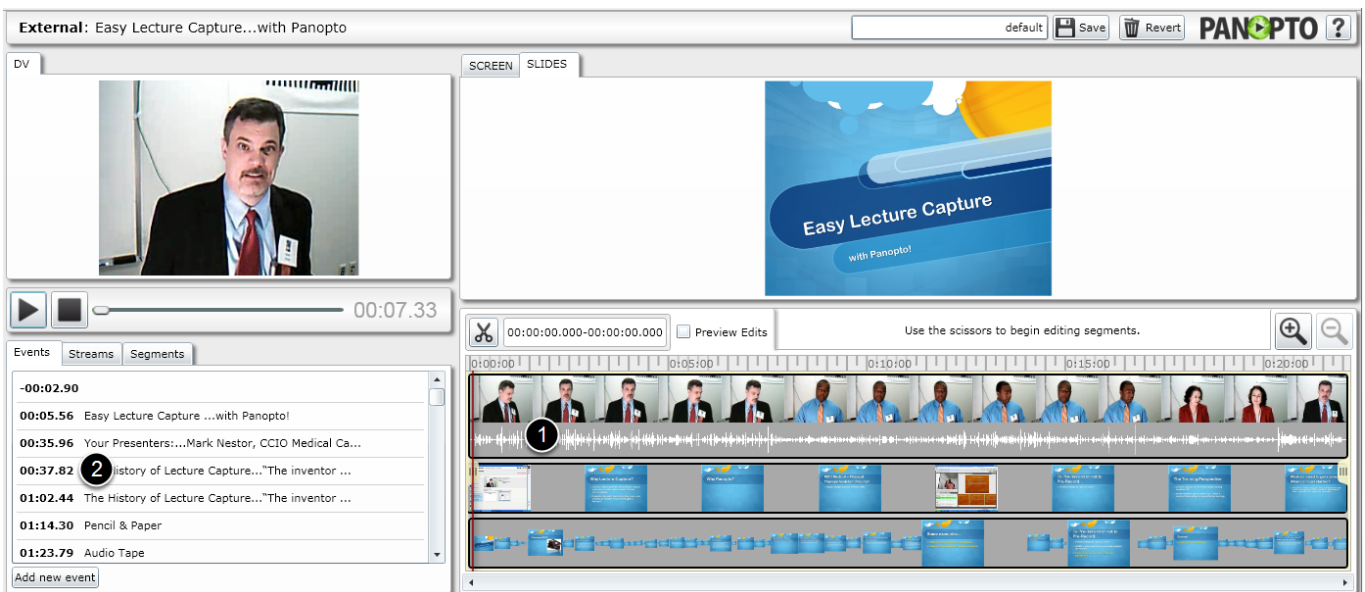 External: Easy Lecture Capture...with Panopto
default
Save
Revert
PANOPTO
?
DV
SCREEN
SLIDES
Easy Lecture Capture
with Panopto!
00:07.33
00:00:00.000-00:00:00.000
Preview Edits
Use the scissors to begin editing segments.
Events
Streams
Segments
-00:02.90
00:05.56 Easy Lecture Capture ...with Panopto!
00:35.96 Your Presenters:...Mark Nestor, CCIO Medical Ca...
00:37.82 2 History of Lecture Capture..."The inventor ...
01:02.44 The History of Lecture Capture..."The inventor ...
01:14.30 Pencil & Paper
01:23.79 Audio Tape
Add new event
0:00:00 0:05:00 0:10:00 0:15:00 0:20:00
1
Why Panopto?